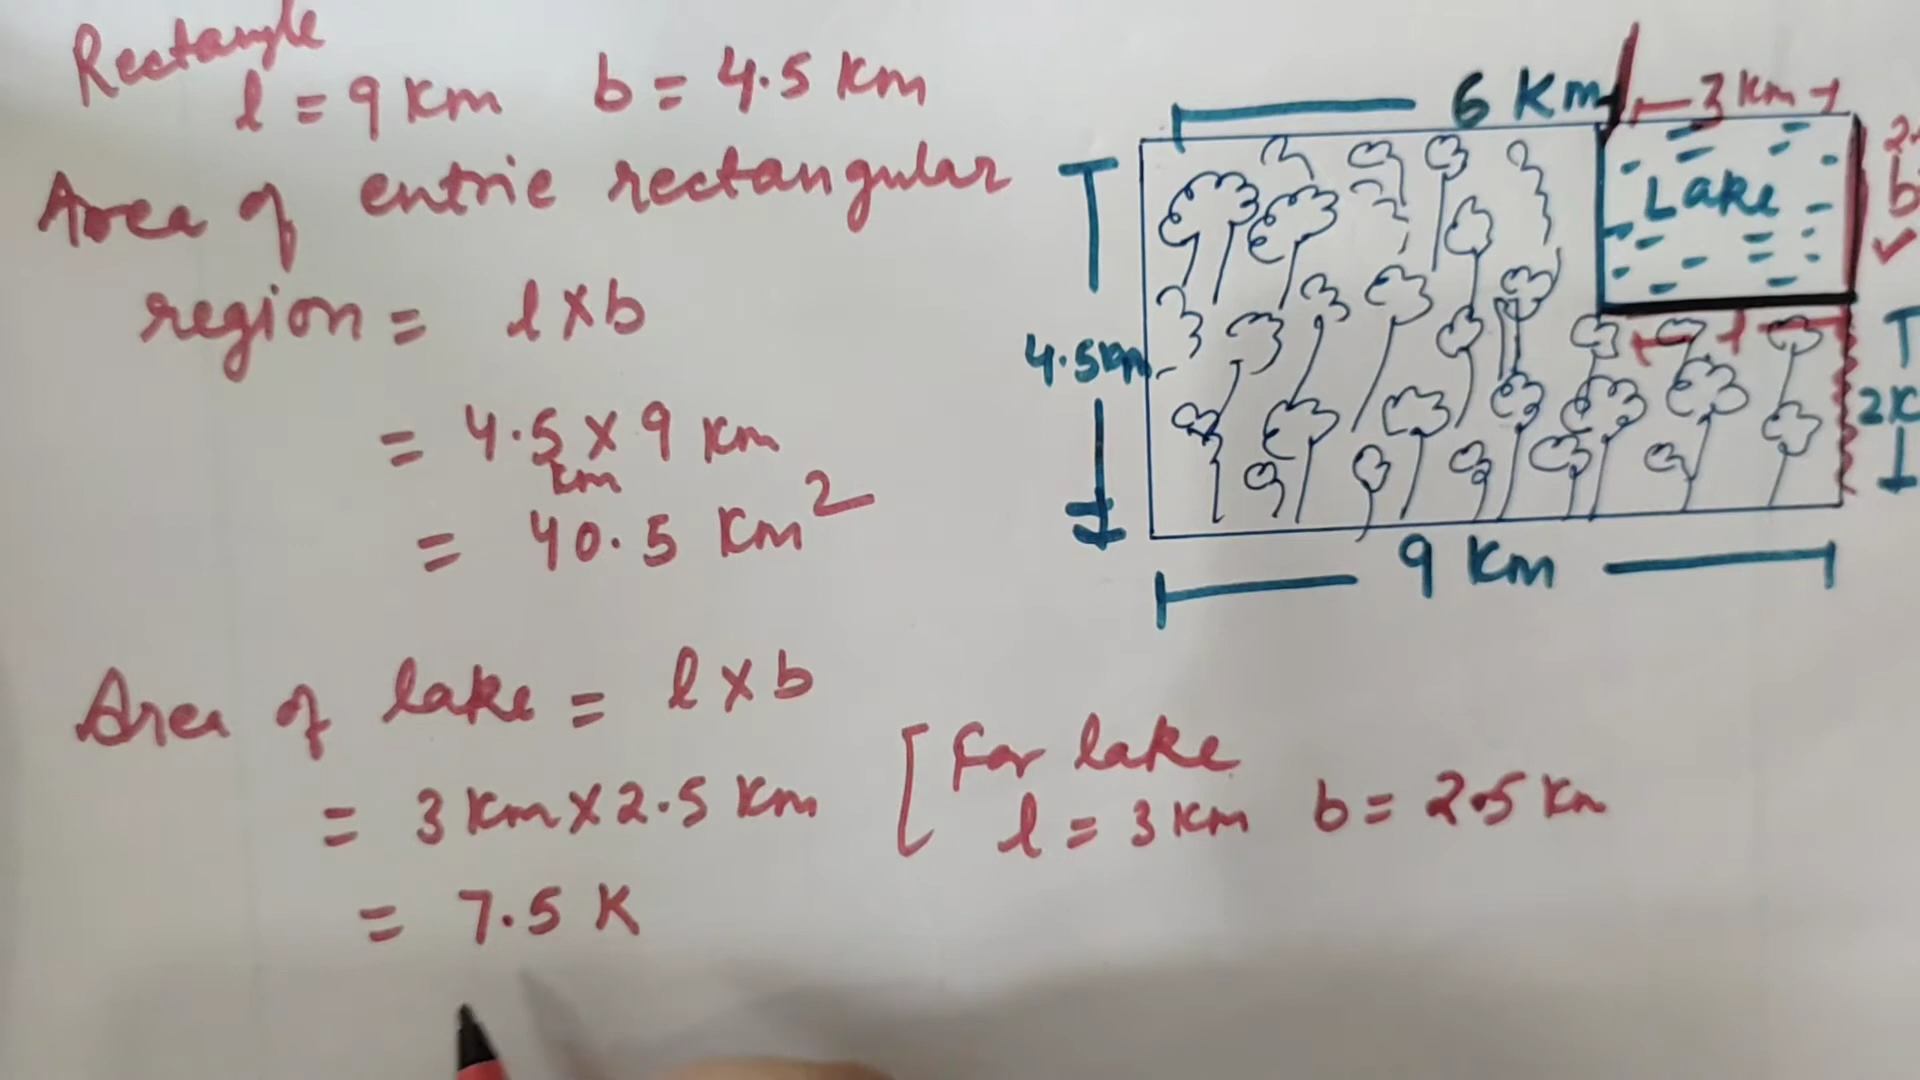 Rectangle
l = 9 Km b = 4.5 Km
Area of entrie rectangular
region = l x b
= 4.5 x 9 Km
Km
= 40.5 Km²
Area of lake = l x b
= 3 Km x 2.5 Km
= 7.5 K
[ For lake
l = 3 Km b = 2.5 Km
6 Km
3 Km
Lake
b
4.5 Km
l
2K
9 Km